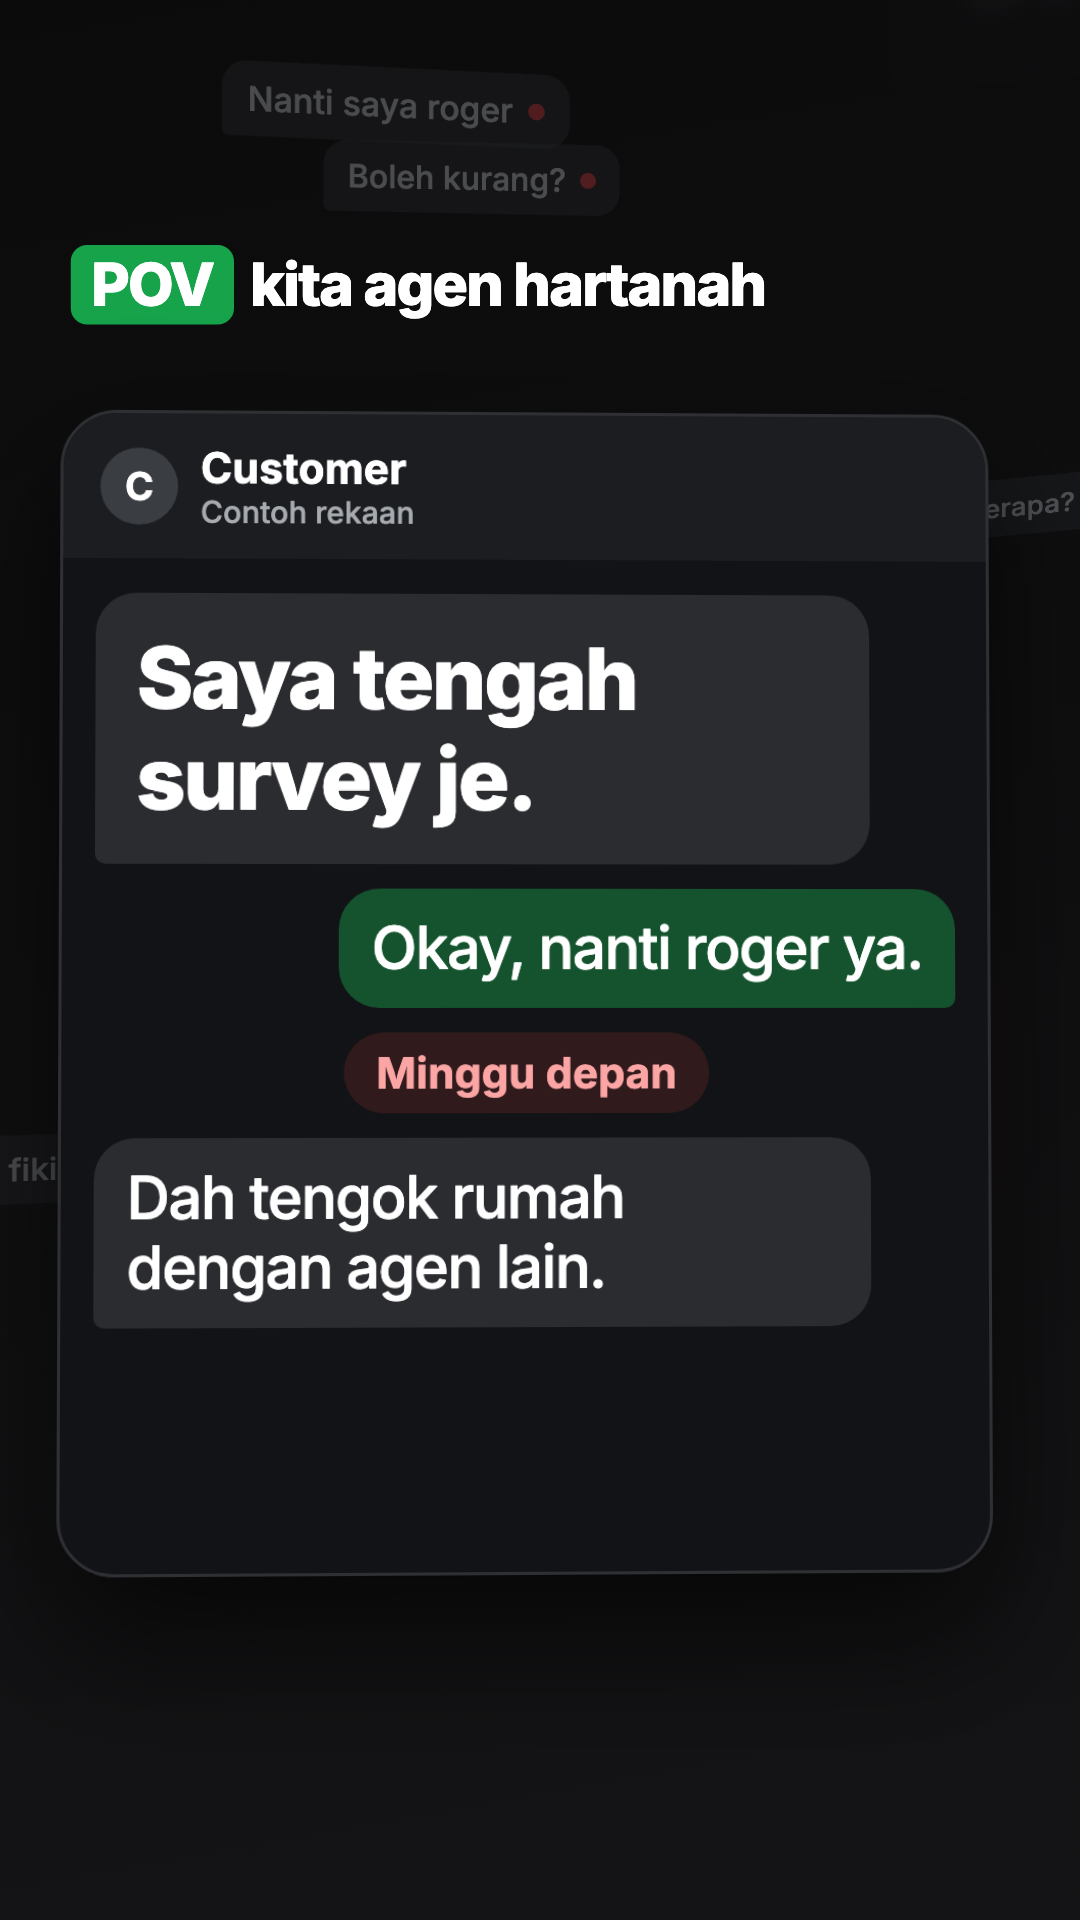 Nanti saya roger
Boleh kurang?
POV kita agen hartanah
C
Customer
Contoh rekaan
erapa?
Saya tengah
survey je.
Okay, nanti roger ya.
Minggu depan
fiki
Dah tengok rumah
dengan agen lain.